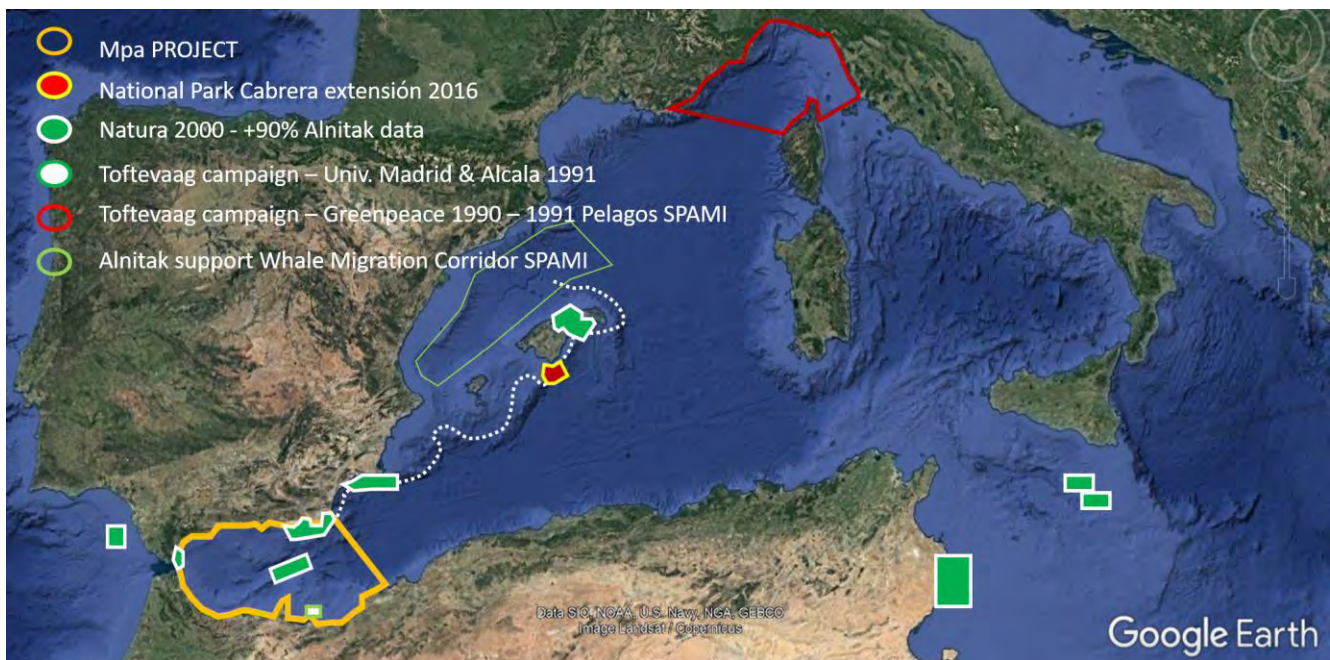 Mpa PROJECT
National Park Cabrera extensión 2016
Natura 2000 - +90% Alnitak data
Toftevaag campaign – Univ. Madrid & Alcala 1991
Toftevaag campaign – Greenpeace 1990 – 1991 Pelagos SPAMI
Alnitak support Whale Migration Corridor SPAMI
Data SIO, NOAA, U.S. Navy, NGA, GEBCO
Image Landsat / Copernicus
Google Earth